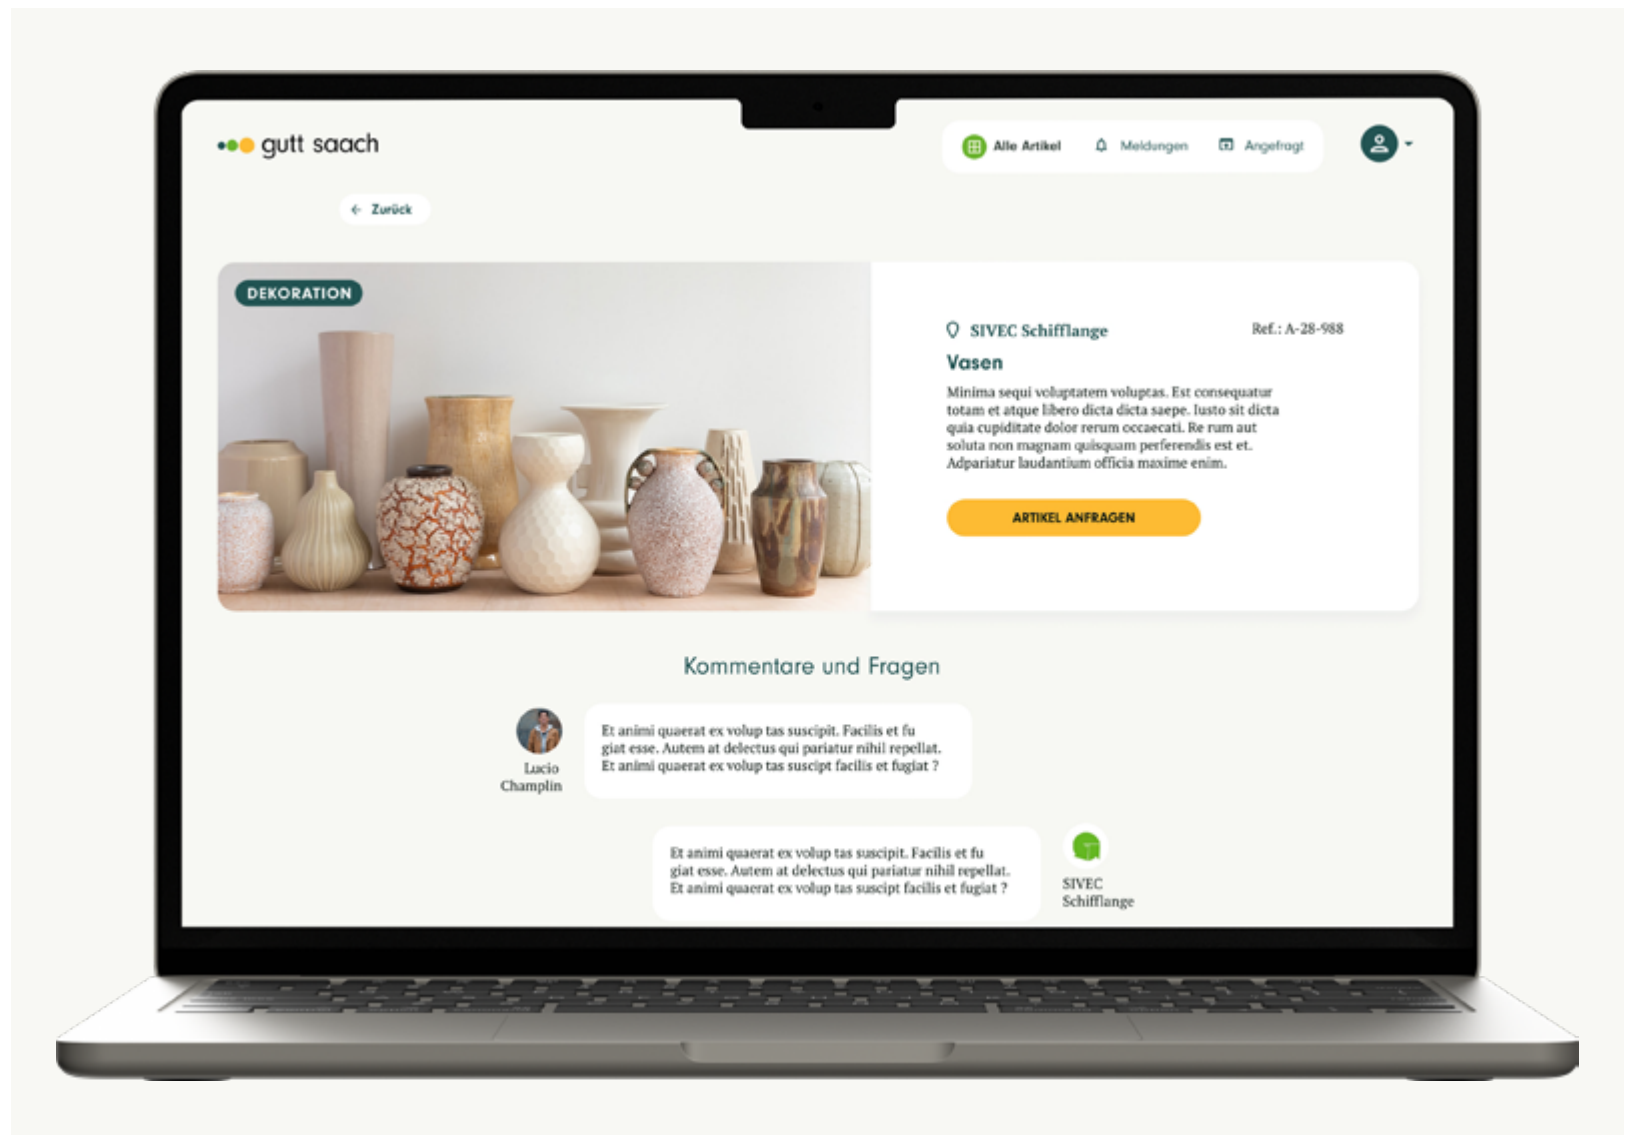 gutt saach
Alle Artikel
Meldungen
Angefragt
Zurück
DEKORATION
SIVEC Schifflange
Ref.: A-28-988
Vasen
Minima sequi voluptatem voluptas. Est consequatur
totam et atque libero dicta dicta saepe. Iusto sit dicta
quia cupiditate dolor rerum occaecati. Re rum aut
soluta non magnam quisquam perferendis est et.
Adpariatur laudantium officia maxime enim.
ARTIKEL ANFRAGEN
Kommentare und Fragen
Lucio
Champlin
Et animi quaerat ex volup tas suscipit. Facilis et fu
giat esse. Autem at delectus qui pariatur nihil repellat.
Et animi quaerat ex volup tas suscipt facilis et fugiat ?
Et animi quaerat ex volup tas suscipit. Facilis et fu
giat esse. Autem at delectus qui pariatur nihil repellat.
Et animi quaerat ex volup tas suscipt facilis et fugiat ?
SIVEC
Schifflange